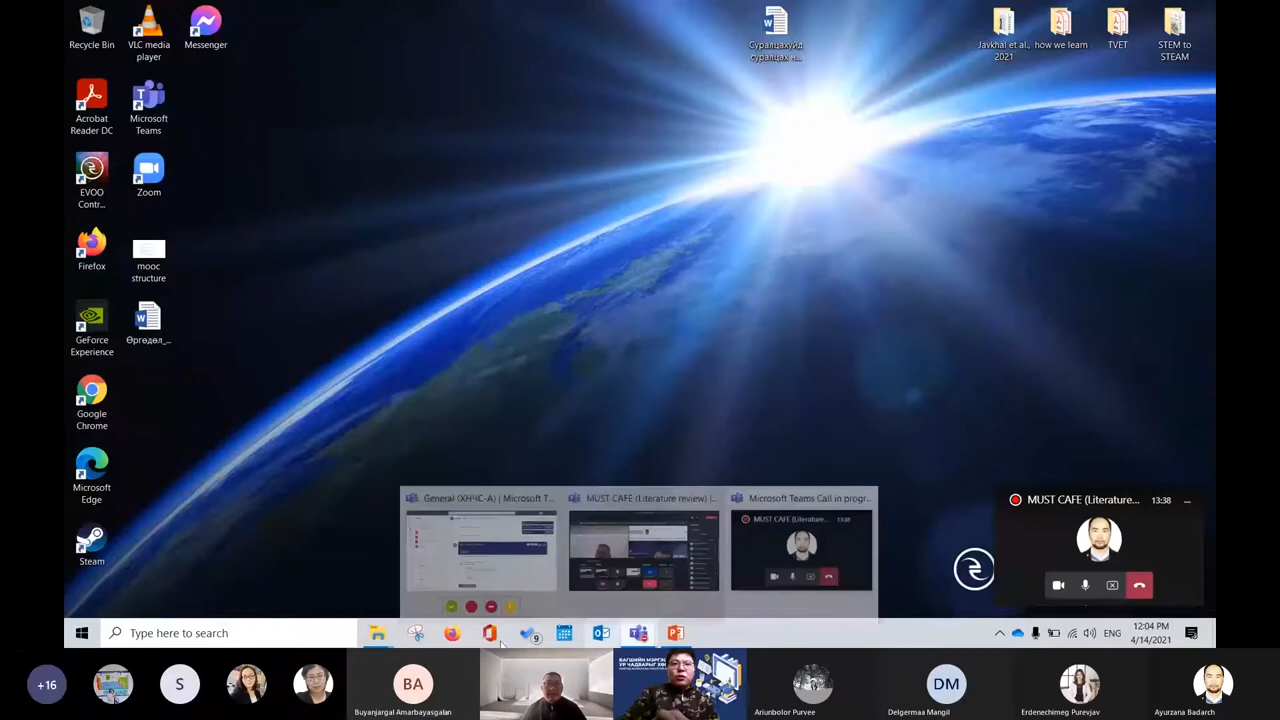 Recycle Bin
VLC media
player
Messenger
Суралцахуйд
суралцах н...
Javkhal et al.,
2021
how we learn
TVET
STEM to
STEAM
Acrobat
Reader DC
Microsoft
Teams
EVOO
Contr...
Zoom
Firefox
mooc
structure
GeForce
Experience
Өргөдөл_...
Google
Chrome
Microsoft
Edge
Steam
General (ХНЧС-А) | Microsoft T...
MUST CAFE (Literature review) |...
Microsoft Teams Call in progr...
MUST CAFE (Literature...
MUST CAFE (Literature...
13:38
Type here to search
9
ENG
12:04 PM
4/14/2021
+16
S
BA
Buyanjargal Amarbayasgalan
Ariunbolor Purvee
DM
Delgermaa Mangil
Erdenechimeg Purevjav
Ayurzana Badarch